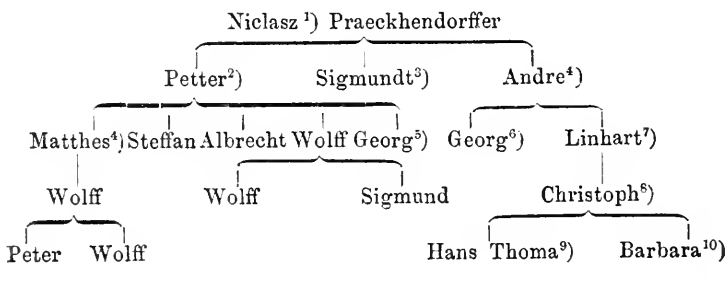 Niclasz ¹) Praeckhendorffer
Petter²) Sigmundt³) Andre⁴)
Matthes⁴) Steffan Albrecht Wolff Georg⁵) Georg⁶) Linhart⁷)
Wolff Wolff Sigmund Christoph⁸)
Peter Wolff Hans Thoma⁹) Barbara¹⁰)